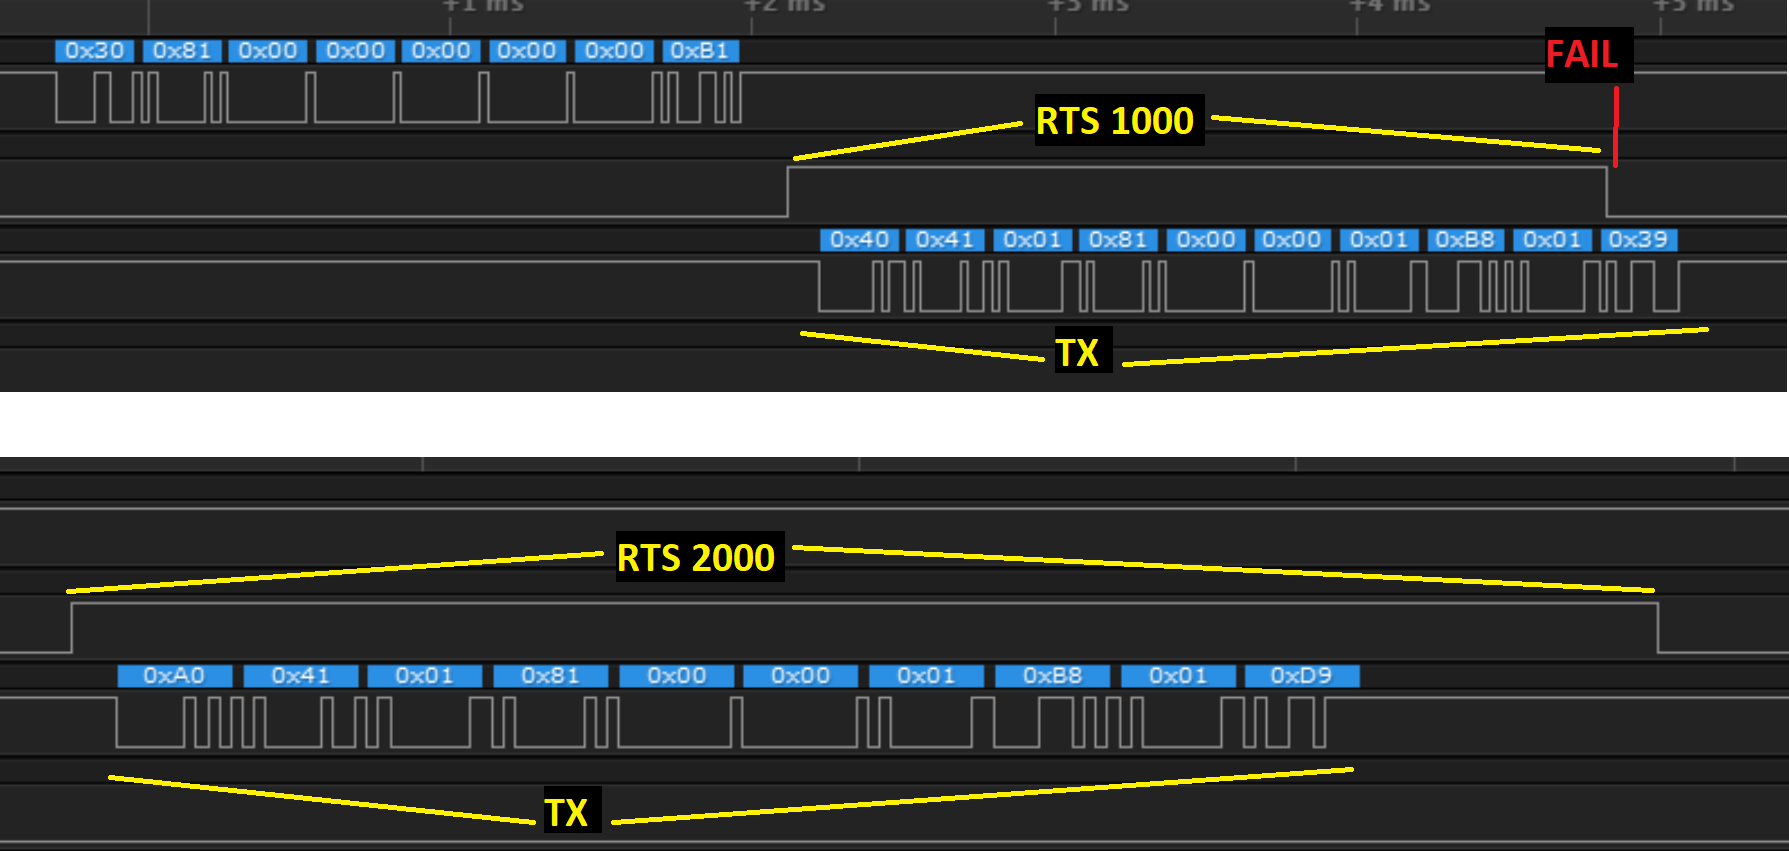 +1 ms +2 ms +3 ms +4 ms +5 ms
FAIL
0x30 0x81 0x00 0x00 0x00 0x00 0x00 0xB1
RTS 1000
0x40 0x41 0x01 0x81 0x00 0x00 0x01 0xB8 0x01 0x39
TX
RTS 2000
0xA0 0x41 0x01 0x81 0x00 0x00 0x01 0xB8 0x01 0xD9
TX